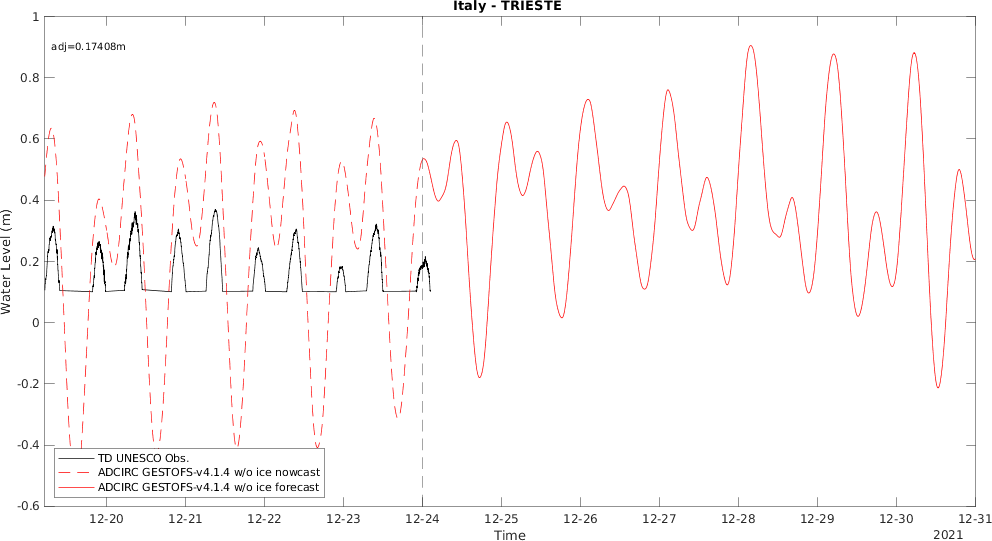 Italy - TRIESTE
adj=0.17408m
Water Level (m)
1
0.8
0.6
0.4
0.2
0
-0.2
-0.4
-0.6
TD UNESCO Obs.
ADCIRC GESTOFS-v4.1.4 w/o ice nowcast
ADCIRC GESTOFS-v4.1.4 w/o ice forecast
12-20 12-21 12-22 12-23 12-24 12-25 12-26 12-27 12-28 12-29 12-30 12-31
Time
2021